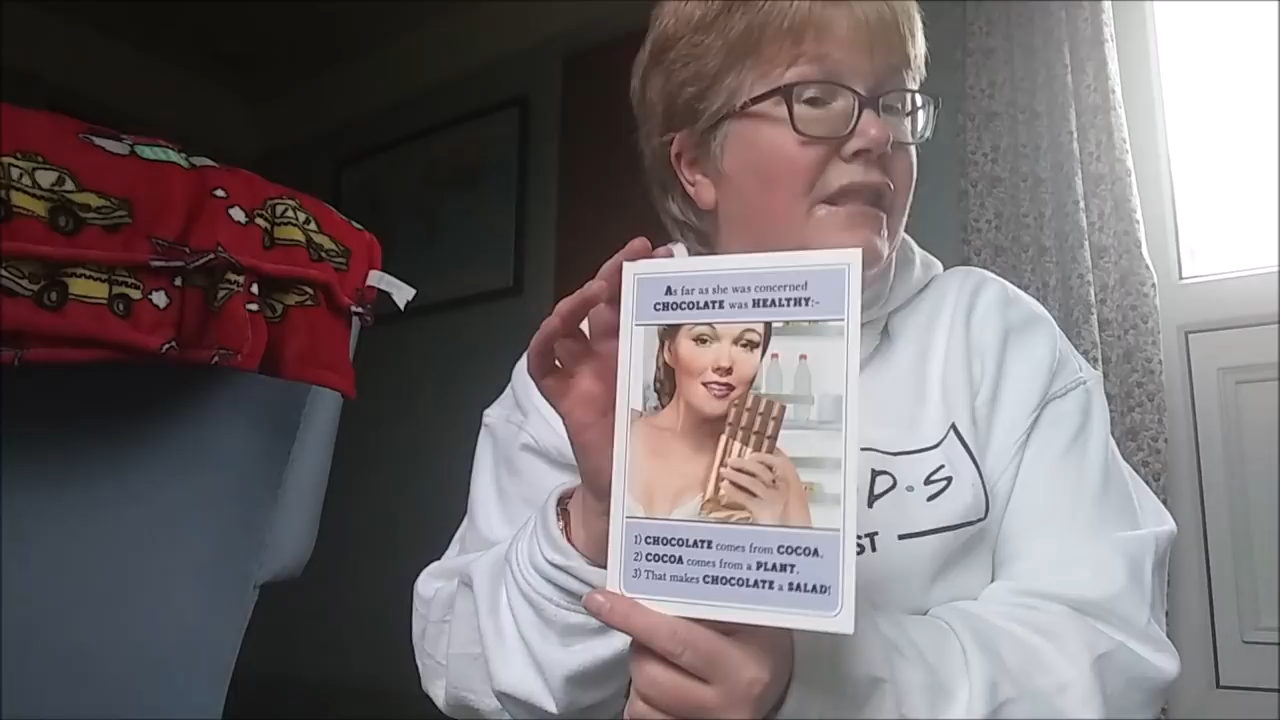 As far as she was concerned
CHOCOLATE was HEALTHY:-
1) CHOCOLATE comes from COCOA,
2) COCOA comes from a PLANT,
3) That makes CHOCOLATE a SALAD!
D·S
ST